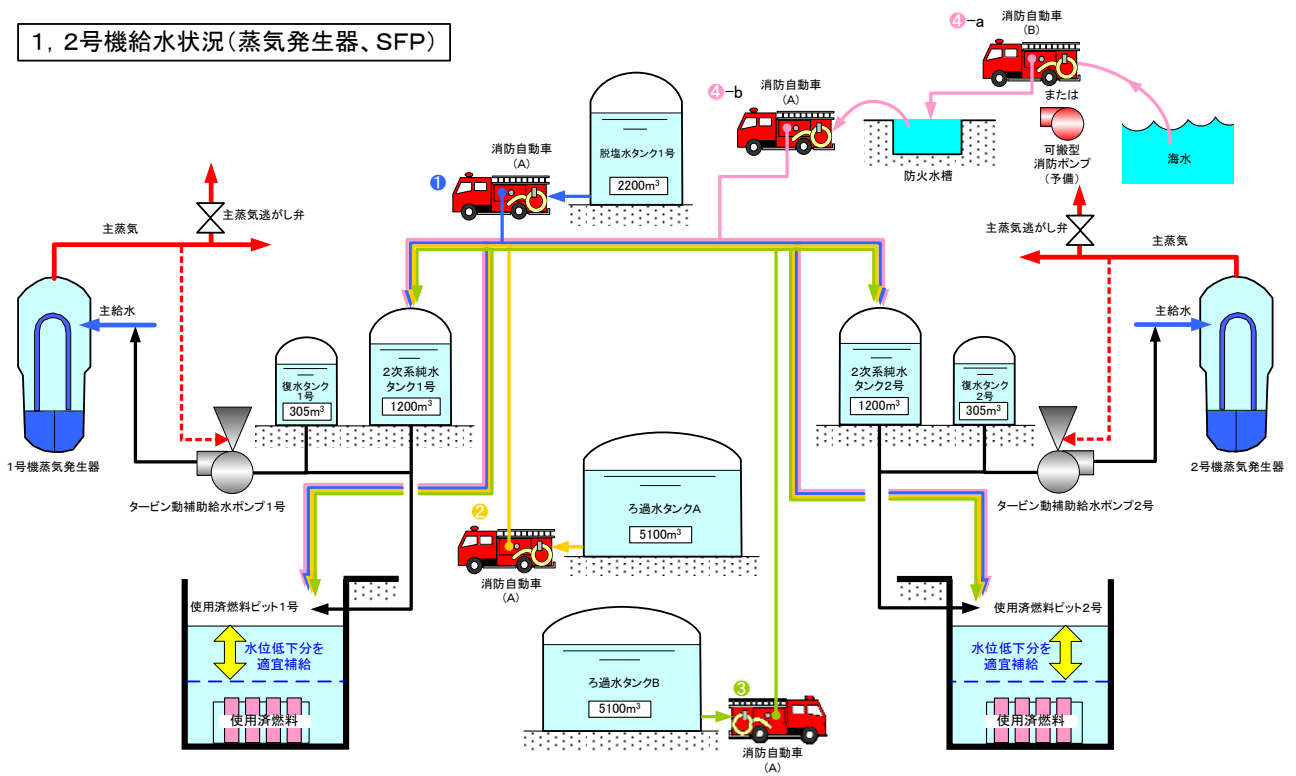 1，2号機給水状況(蒸気発生器、SFP)
❹-a
消防自動車
(B)
または
可搬型
消防ポンプ
(予備)
海水
❹-b
消防自動車
(A)
防火水槽
脱塩水タンク1号
2200m³
❶
消防自動車
(A)
主蒸気逃がし弁
主蒸気
主給水
1号機蒸気発生器
復水タンク
1号
305m³
2次系純水
タンク1号
1200m³
タービン動補助給水ポンプ1号
主蒸気逃がし弁
主蒸気
主給水
2号機蒸気発生器
2次系純水
タンク2号
1200m³
復水タンク
2号
305m³
タービン動補助給水ポンプ2号
ろ過水タンクA
5100m³
❷
消防自動車
(A)
ろ過水タンクB
5100m³
❸
消防自動車
(A)
使用済燃料ピット1号
水位低下分を
適宜補給
使用済燃料
使用済燃料ピット2号
水位低下分を
適宜補給
使用済燃料